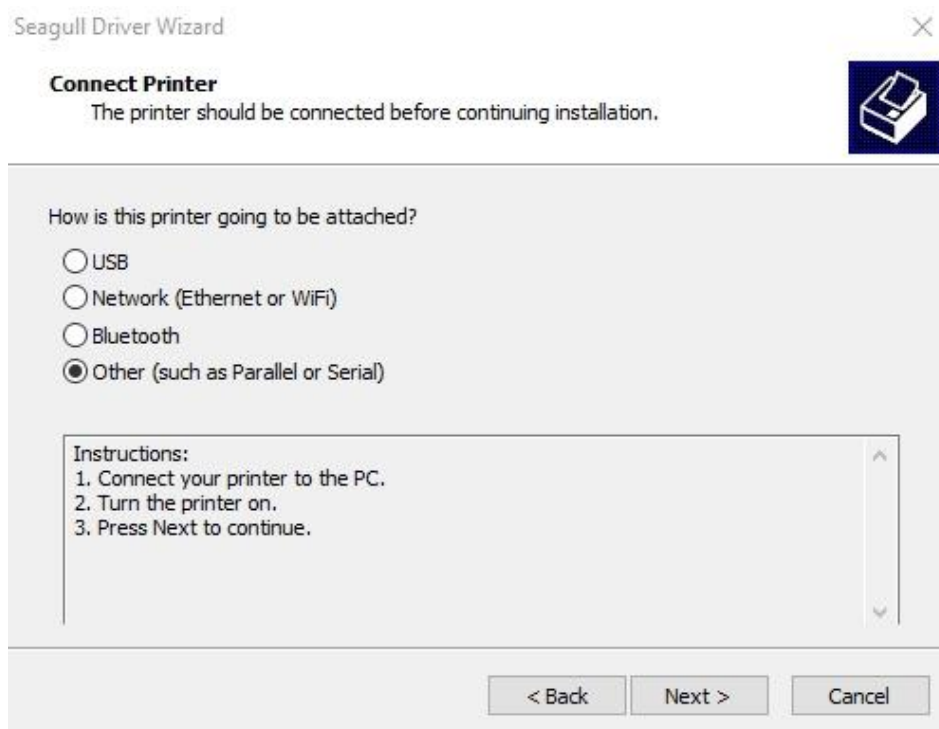 Seagull Driver Wizard
Connect Printer
The printer should be connected before continuing installation.
How is this printer going to be attached?
USB
Network (Ethernet or WiFi)
Bluetooth
Other (such as Parallel or Serial)
Instructions:
1. Connect your printer to the PC.
2. Turn the printer on.
3. Press Next to continue.
< Back Next > Cancel